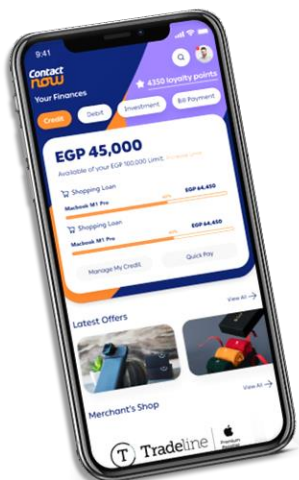 9:41
Contact
now
Your Finances
4350 loyalty points
Credit
Debit
Investment
Bill Payment
EGP 45,000
Available of your EGP 100,000 Limit.
Shopping Loan
Macbook M1 Pro
EGP 64,450
Shopping Loan
Macbook M1 Pro
EGP 64,450
Manage My Credit
Quick Pay
Latest Offers
View All →
View All →
Merchant's Shop
T Tradeline
Premium